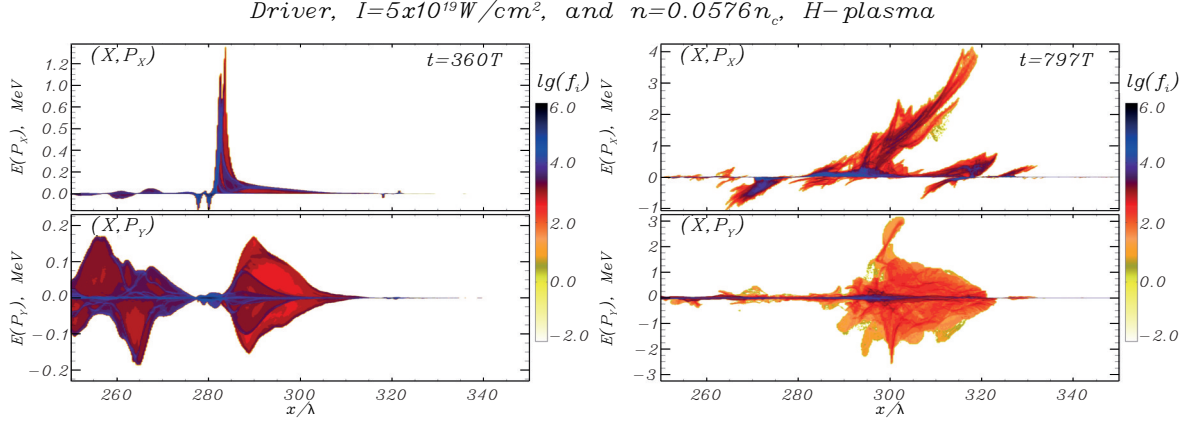 Driver, I=5x10¹⁹W/cm², and n=0.0576n_c, H-plasma
(X,P_X)
t=360T
lg(f_i)
E(P_X), MeV
1.2
1.0
0.6
0.5
0.2
0.0
6.0
4.0
2.0
0.0
−2.0
(X,P_Y)
E(P_Y), MeV
0.2
0.1
0.0
−0.1
−0.2
260 280 300 320 340
x/λ
(X,P_X)
t=797T
lg(f_i)
E(P_X), MeV
4
3
2
1
0
−1
6.0
4.0
2.0
0.0
−2.0
(X,P_Y)
E(P_Y), MeV
3
2
1
0
−1
−2
−3
260 280 300 320 340
x/λ